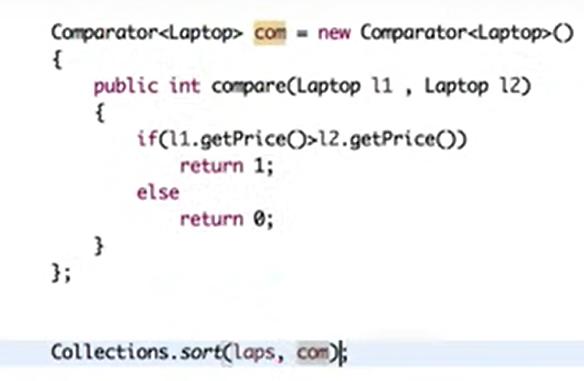 Comparator<Laptop> com = new Comparator<Laptop>()
{
    public int compare(Laptop l1 , Laptop l2)
    {
        if(l1.getPrice()>l2.getPrice())
            return 1;
        else
            return 0;
    }
};
Collections.sort(laps, com);